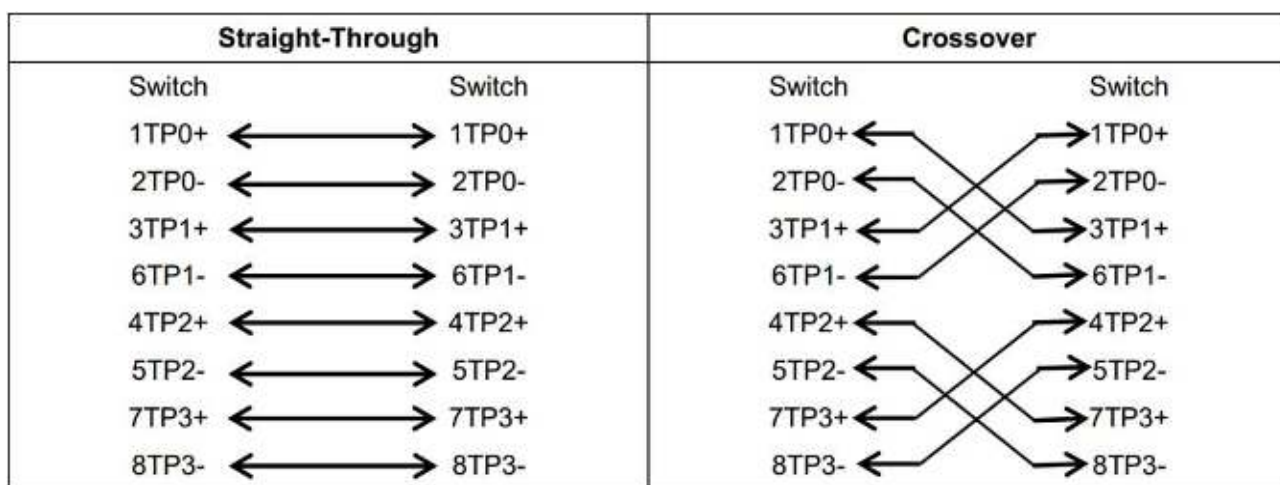 Straight-Through Crossover
Switch Switch Switch Switch
1TP0+ 1TP0+ 1TP0+ 1TP0+
2TP0- 2TP0- 2TP0- 2TP0-
3TP1+ 3TP1+ 3TP1+ 3TP1+
6TP1- 6TP1- 6TP1- 6TP1-
4TP2+ 4TP2+ 4TP2+ 4TP2+
5TP2- 5TP2- 5TP2- 5TP2-
7TP3+ 7TP3+ 7TP3+ 7TP3+
8TP3- 8TP3- 8TP3- 8TP3-